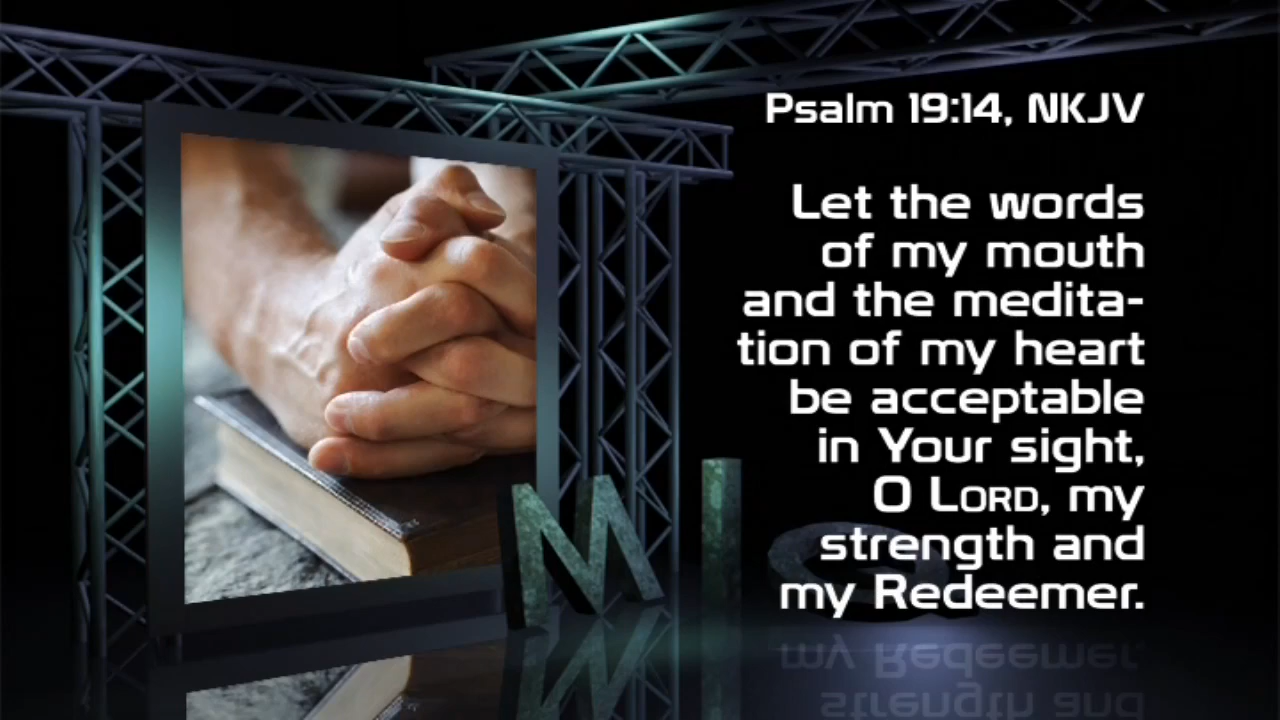 Psalm 19:14, NKJV
Let the words
of my mouth
and the medita-
tion of my heart
be acceptable
in Your sight,
O LORD, my
strength and
my Redeemer.
M I C